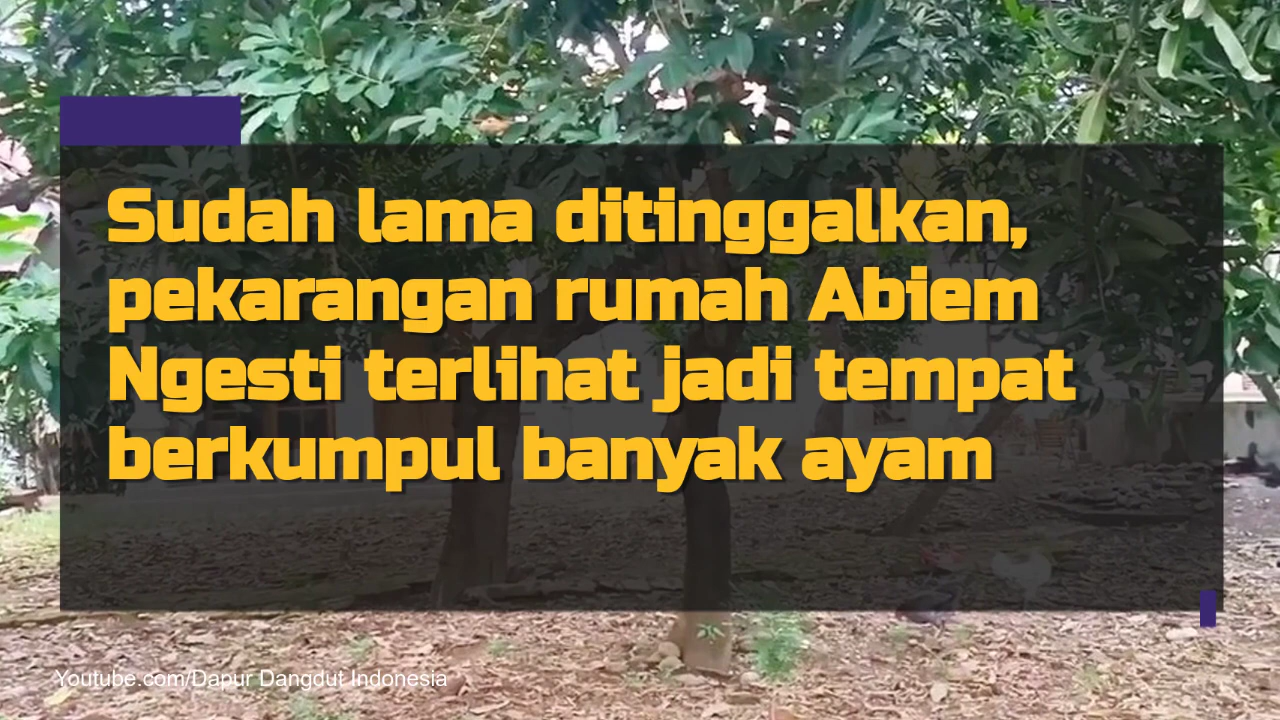 Sudah lama ditinggalkan,
pekarangan rumah Abiem
Ngesti terlihat jadi tempat
berkumpul banyak ayam
Youtube.com/Dapur Dangdut Indonesia